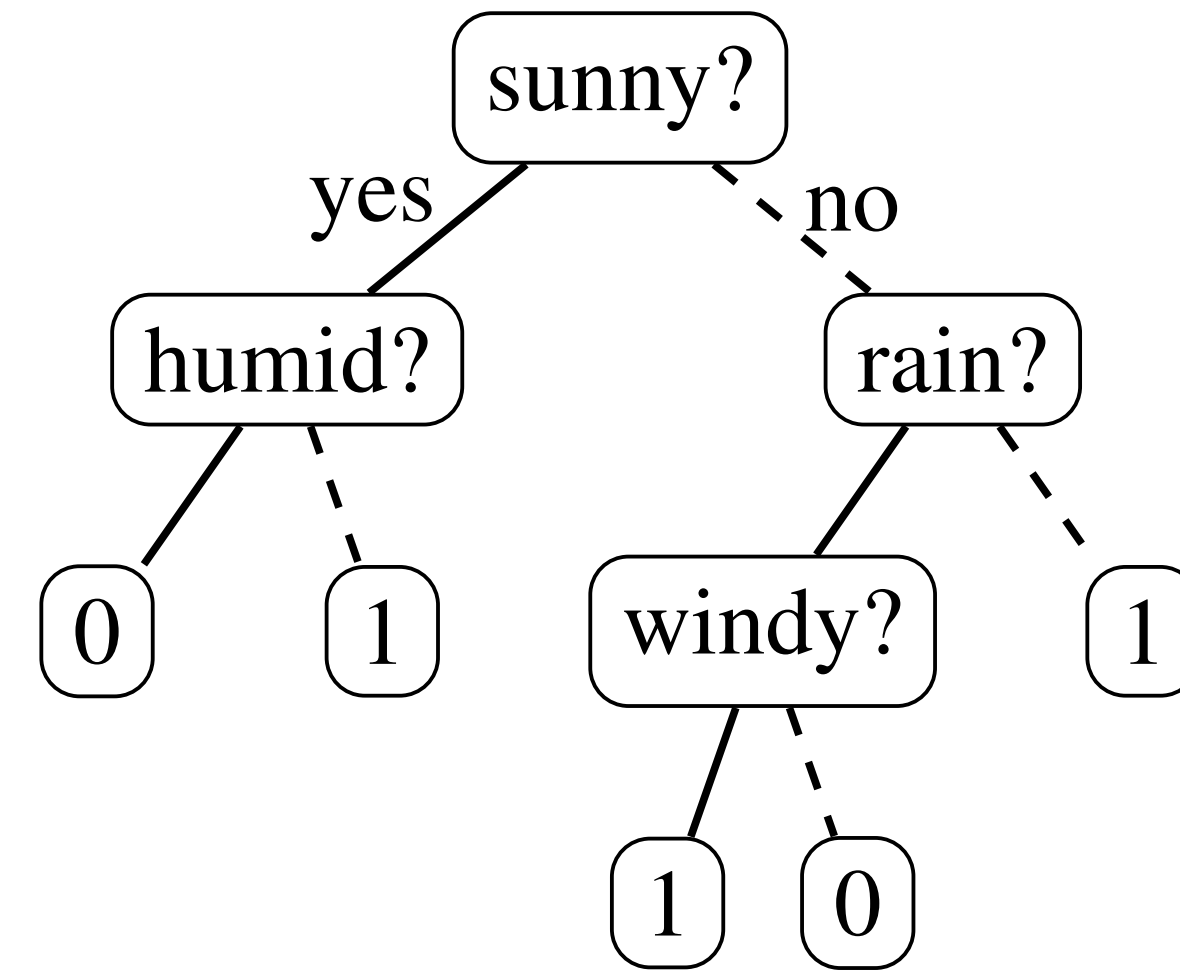 sunny?
yes no
humid? rain?
0 1 windy? 1
1 0